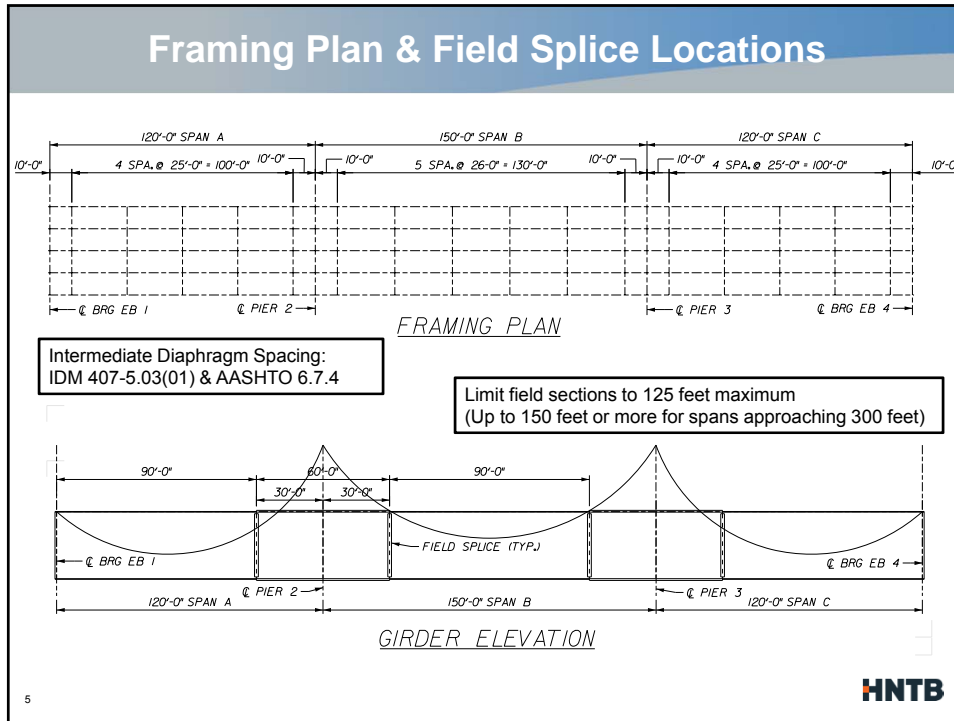 Framing Plan & Field Splice Locations
120'-0" SPAN A
150'-0" SPAN B
120'-0" SPAN C
10'-0"
4 SPA.@ 25'-0" = 100'-0"
10'-0"
10'-0"
5 SPA.@ 26-0" = 130'-0"
10'-0"
10'-0"
4 SPA.@ 25'-0" = 100'-0"
10'-0
℄ BRG EB 1
℄ PIER 2
℄ PIER 3
℄ BRG EB 4
FRAMING PLAN
Intermediate Diaphragm Spacing:
IDM 407-5.03(01) & AASHTO 6.7.4
Limit field sections to 125 feet maximum
(Up to 150 feet or more for spans approaching 300 feet)
90'-0"
60'-0"
90'-0"
30'-0"
30'-0"
FIELD SPLICE (TYP.)
℄ BRG EB 1
℄ BRG EB 4
℄ PIER 2
℄ PIER 3
120'-0" SPAN A
150'-0" SPAN B
120'-0" SPAN C
GIRDER ELEVATION
5
HNTB